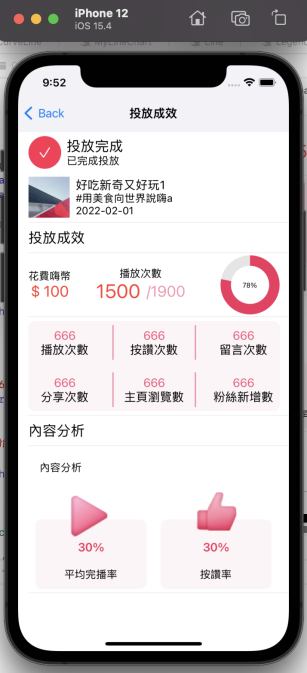 iPhone 12
iOS 15.4
9:52
Back
投放成效
投放完成
已完成投放
好吃新奇又好玩1
#用美食向世界說嗨a
2022-02-01
投放成效
花費嗨幣
$ 100
投放次數
1500 /1900
78%
666
播放次數
666
按讚次數
666
留言次數
666
分享次數
666
主頁瀏覽數
666
粉絲新增數
內容分析
內容分析
30%
平均完播率
30%
按讚率